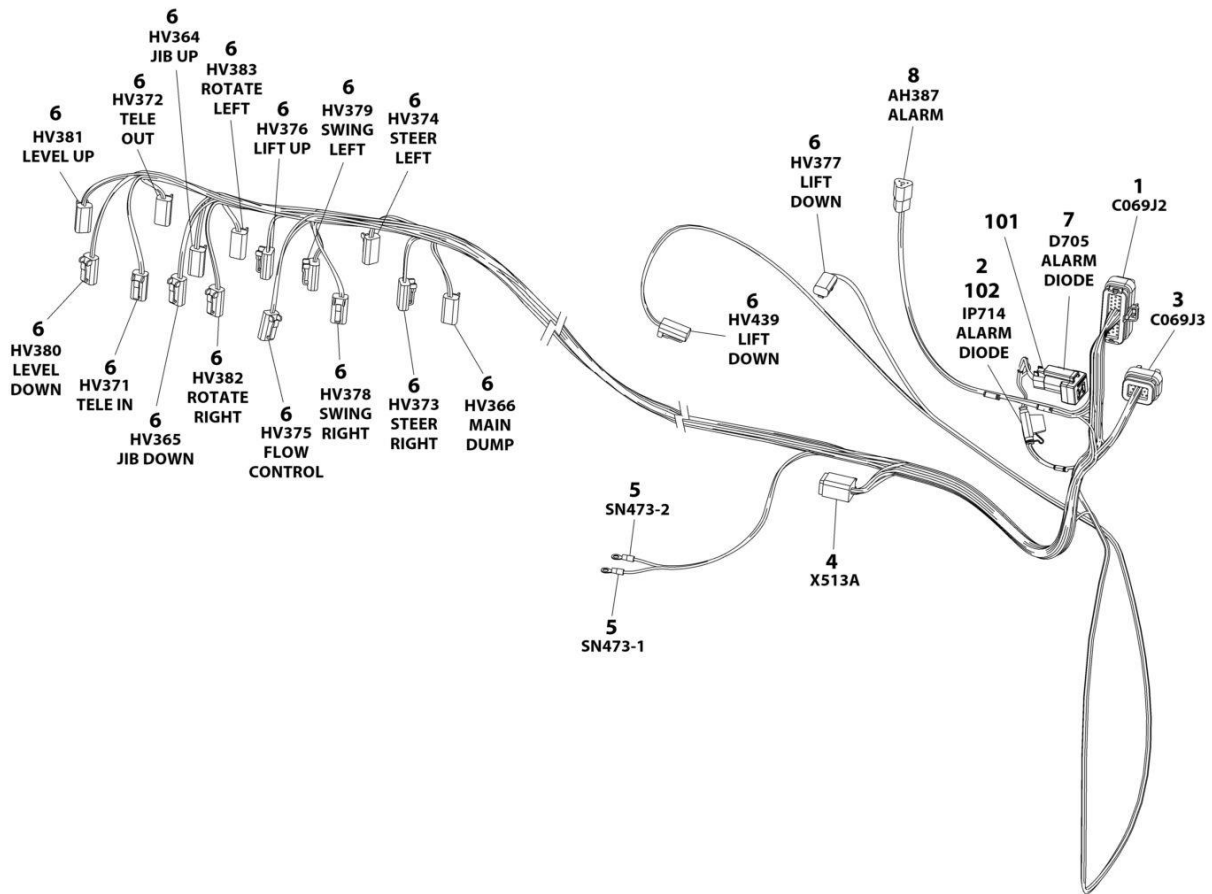 6
HV364
JIB UP
6
HV383
ROTATE
LEFT
6
HV372
TELE
OUT
6
HV381
LEVEL UP
6
HV376
LIFT UP
6
HV379
SWING
LEFT
6
HV374
STEER
LEFT
8
AH387
ALARM
6
HV377
LIFT
DOWN
1
C069J2
101
7
D705
ALARM
DIODE
2
102
IP714
ALARM
DIODE
3
C069J3
6
HV439
LIFT
DOWN
6
HV380
LEVEL
DOWN
6
HV371
TELE IN
6
HV365
JIB DOWN
6
HV382
ROTATE
RIGHT
6
HV375
FLOW
CONTROL
6
HV378
SWING
RIGHT
6
HV373
STEER
RIGHT
6
HV366
MAIN
DUMP
5
SN473-2
5
SN473-1
4
X513A